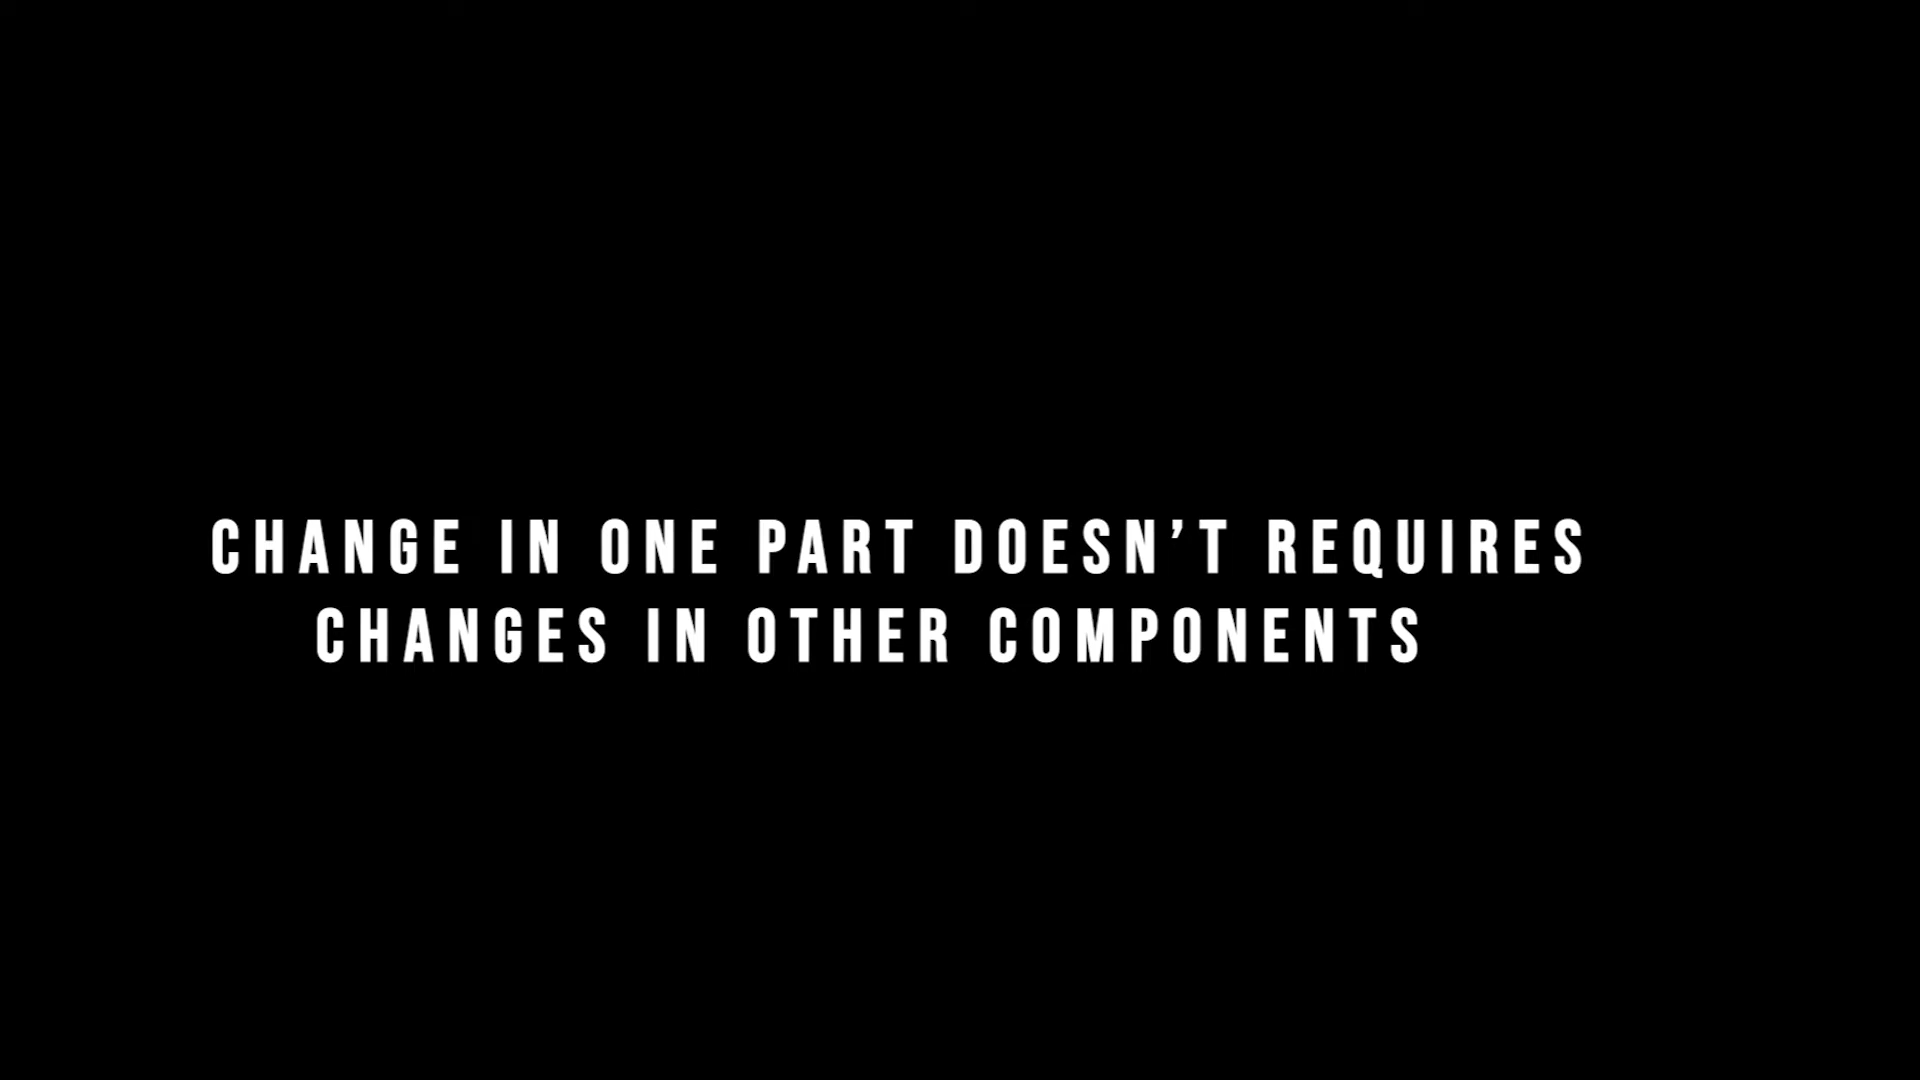 CHANGE IN ONE PART DOESN’T REQUIRES
CHANGES IN OTHER COMPONENTS